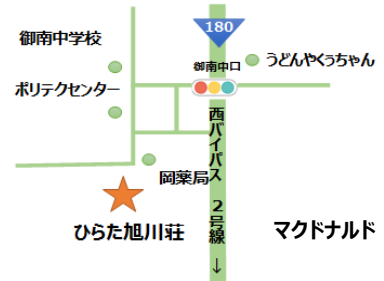 180
御南中学校
御南中口
うどんやくぅちゃん
ポリテクセンター
西バイパス 2号線 ↓
岡薬局
ひらた旭川荘
マクドナルド